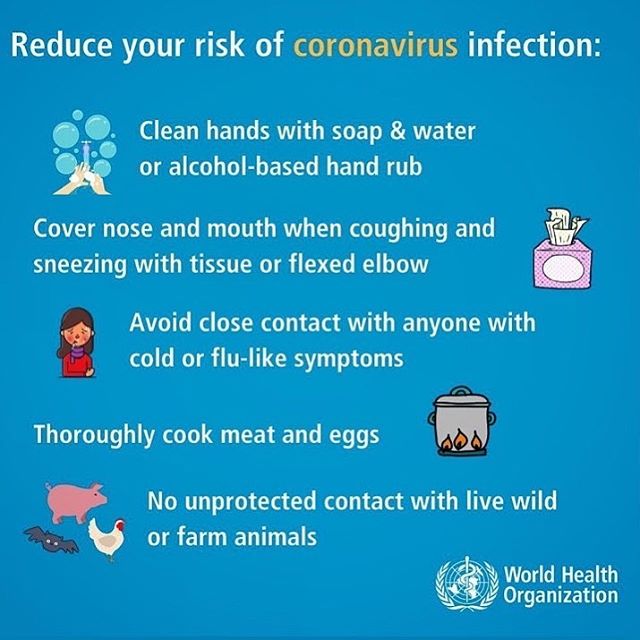 Reduce your risk of coronavirus infection:
Clean hands with soap & water
or alcohol-based hand rub
Cover nose and mouth when coughing and
sneezing with tissue or flexed elbow
Avoid close contact with anyone with
cold or flu-like symptoms
Thoroughly cook meat and eggs
No unprotected contact with live wild
or farm animals
World Health
Organization